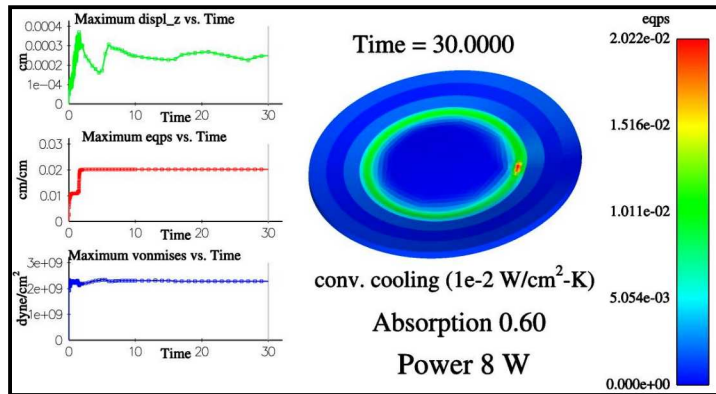 Maximum displ_z vs. Time
0.0004
0.0003
0.0002
1e-04
0
cm
0 10 20 30
Time
Maximum eqps vs. Time
0.03
0.02
0.01
0
cm/cm
0 10 20 30
Time
Maximum vonmises vs. Time
3e+09
2e+09
1e+09
0
dyne/cm²
0 10 20 30
Time
Time = 30.0000
conv. cooling (1e-2 W/cm²-K)
Absorption 0.60
Power 8 W
eqps
2.022e-02
1.516e-02
1.011e-02
5.054e-03
0.000e+00